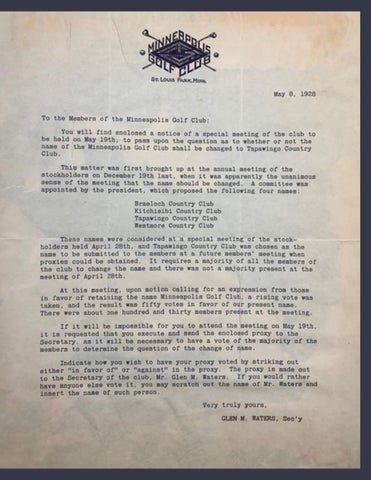 MINNEAPOLIS
GOLF CLUB
ST. LOUIS PARK, MINN.
May 8, 1928
To the Members of the Minneapolis Golf Club:
You will find enclosed a notice of a special meeting of the club to
be held on May 19th, to pass upon the question as to whether or not the
name of the Minneapolis Golf Club shall be changed to Tapawingo Country
Club.
This matter was first brought up at the annual meeting of the
stockholders on December 19th last, when it was apparently the unanimous
sense of the meeting that the name should be changed. A committee was
appointed by the president, which proposed the following four names:
Braeloch Country Club
Kitchisibi Country Club
Tapawingo Country Club
Westmore Country Club
These names were considered at a special meeting of the stock-
holders held April 28th, and Tapawingo Country Club was chosen as the
name to be submitted to the members at a future members' meeting when
proxies could be obtained. It requires a majority of all the members of the
club to change the name and there was not a majority present at the
meeting of April 28th.
At this meeting, upon motion calling for an expression from those
in favor of retaining the name Minneapolis Golf Club, a rising vote was
taken, and the result was fifty votes in favor of our present name.
There were about one hundred and thirty members present at the meeting.
If it will be impossible for you to attend the meeting on May 19th,
it is requested that you execute and send the enclosed proxy to the
Secretary, as it will be necessary to have a vote of the majority of the
members to determine the question of the change of name.
Indicate how you wish to have your proxy voted by striking out
either "in favor of" or "against" in the proxy. The proxy is made out
to the Secretary of the club, Mr. Glen M. Waters. If you would rather
have anyone else vote it, you may scratch out the name of Mr. Waters and
insert the name of such person.
Very truly yours,
GLEN M. WATERS, Sec'y